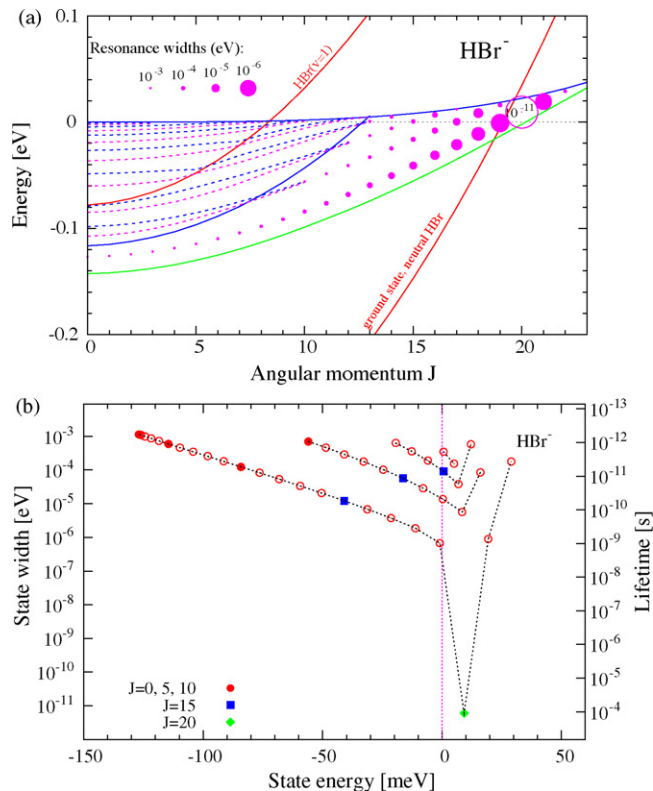 (a)
0.1
0
-0.1
-0.2
Energy [eV]
Resonance widths (eV):
10⁻³ 10⁻⁴ 10⁻⁵ 10⁻⁶
HBr(v=1)
HBr⁻
10⁻¹¹
ground state, neutral HBr
0 5 10 15 20
Angular momentum J
(b)
10⁻³
10⁻⁴
10⁻⁵
10⁻⁶
10⁻⁷
10⁻⁸
10⁻⁹
10⁻¹⁰
10⁻¹¹
State width [eV]
HBr⁻
J=0, 5, 10
J=15
J=20
10⁻¹³
10⁻¹²
10⁻¹¹
10⁻¹⁰
10⁻⁹
10⁻⁸
10⁻⁷
10⁻⁶
10⁻⁵
10⁻⁴
Lifetime [s]
-150 -100 -50 0 50
State energy [meV]